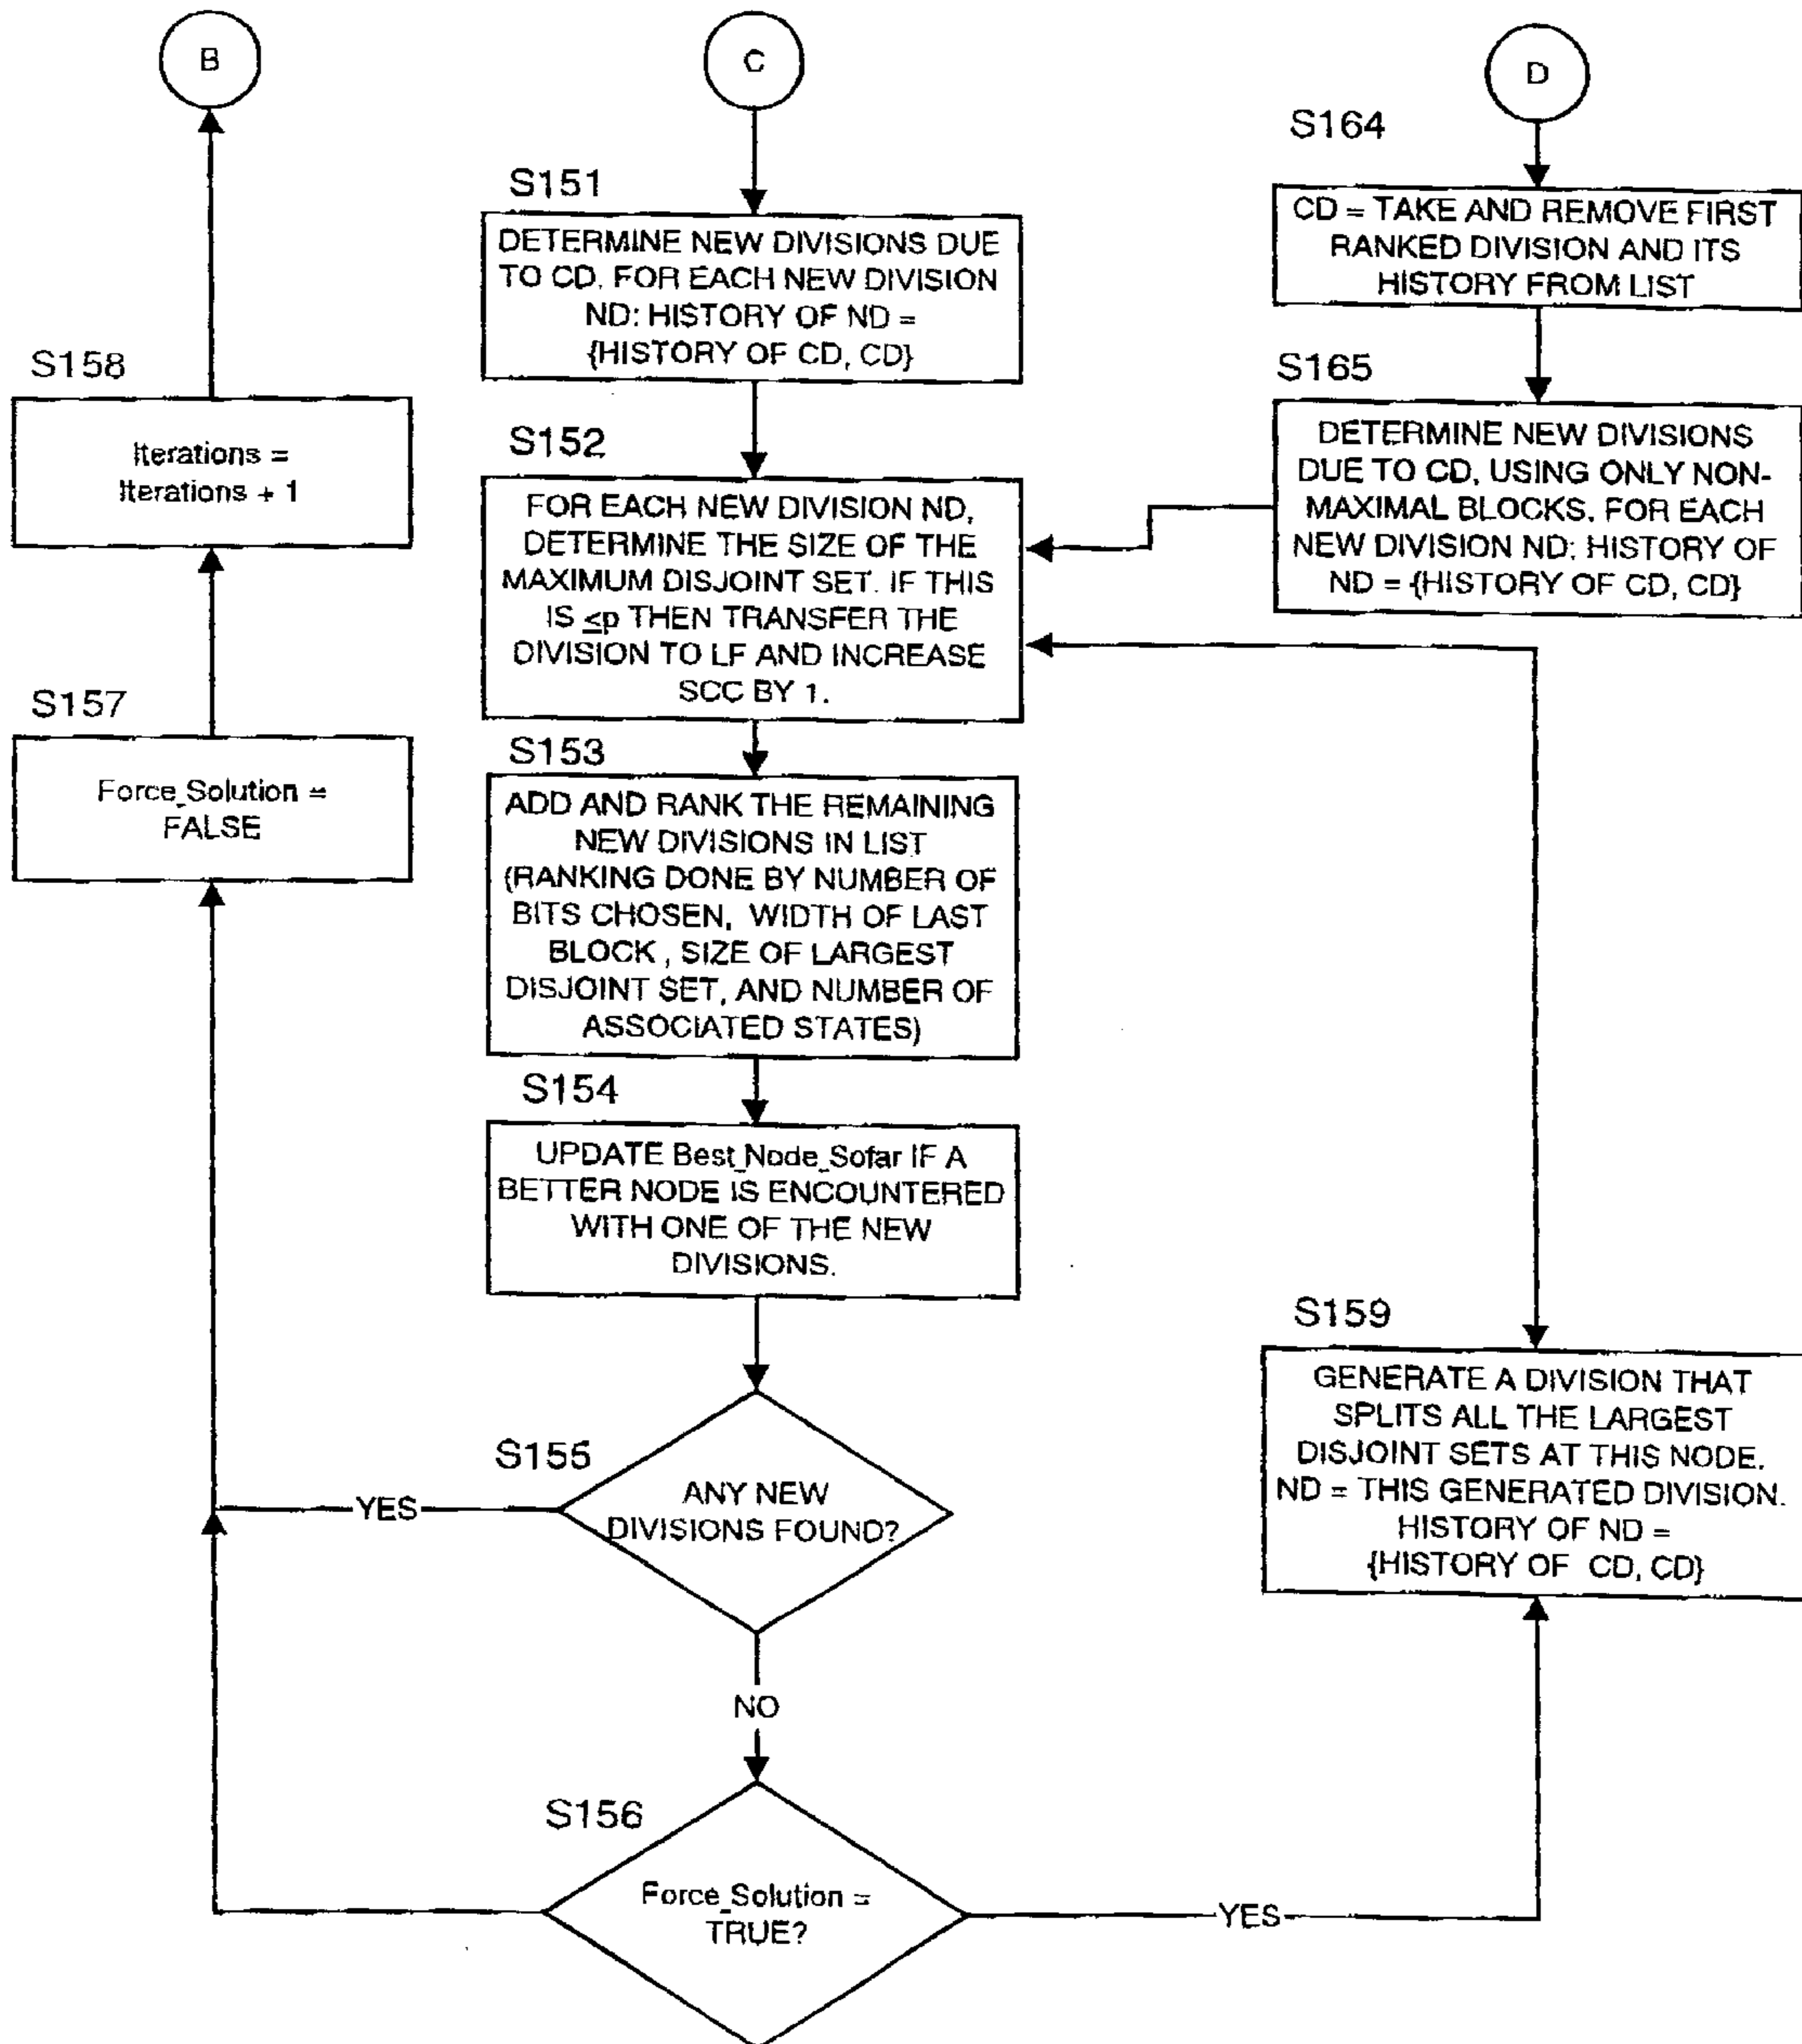 B
C
D
S164
CD = TAKE AND REMOVE FIRST
RANKED DIVISION AND ITS
HISTORY FROM LIST
S151
DETERMINE NEW DIVISIONS DUE
TO CD. FOR EACH NEW DIVISION
ND: HISTORY OF ND =
{HISTORY OF CD, CD}
S165
DETERMINE NEW DIVISIONS
DUE TO CD, USING ONLY NON-
MAXIMAL BLOCKS. FOR EACH
NEW DIVISION ND: HISTORY OF
ND = {HISTORY OF CD, CD}
S158
Iterations =
Iterations + 1
S152
FOR EACH NEW DIVISION ND,
DETERMINE THE SIZE OF THE
MAXIMUM DISJOINT SET. IF THIS
IS ≤p THEN TRANSFER THE
DIVISION TO LF AND INCREASE
SCC BY 1.
S157
Force_Solution =
FALSE
S153
ADD AND RANK THE REMAINING
NEW DIVISIONS IN LIST
(RANKING DONE BY NUMBER OF
BITS CHOSEN, WIDTH OF LAST
BLOCK , SIZE OF LARGEST
DISJOINT SET, AND NUMBER OF
ASSOCIATED STATES)
S154
UPDATE Best_Node_Sofar IF A
BETTER NODE IS ENCOUNTERED
WITH ONE OF THE NEW
DIVISIONS.
S159
GENERATE A DIVISION THAT
SPLITS ALL THE LARGEST
DISJOINT SETS AT THIS NODE.
ND = THIS GENERATED DIVISION.
HISTORY OF ND =
{HISTORY OF CD, CD}
S155
ANY NEW
DIVISIONS FOUND?
YES
NO
S156
Force_Solution =
TRUE?
YES